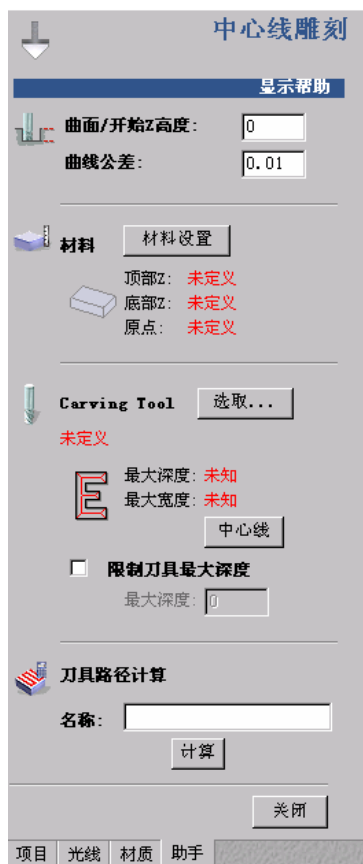 中心线雕刻
显示帮助
曲面/开始Z高度: 0
曲线公差: 0.01
材料 材料设置
顶部Z: 未定义
底部Z: 未定义
原点: 未定义
Carving Tool 选取...
未定义
最大深度: 未知
最大宽度: 未知
中心线
限制刀具最大深度
最大深度: 0
刀具路径计算
名称:
计算
关闭
项目 光线 材质 助手